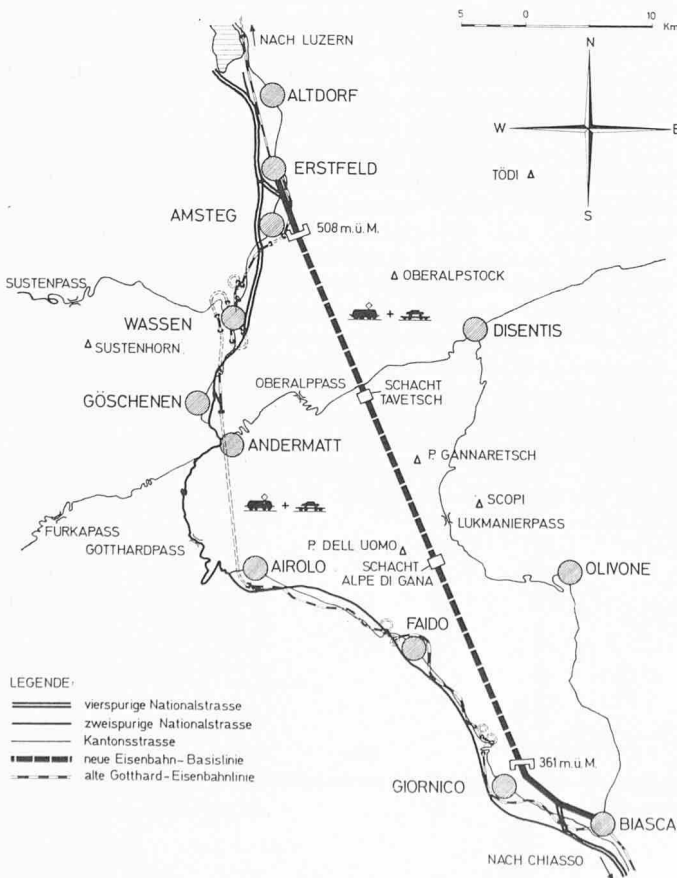 5 0 10 Km
NACH LUZERN
N
ALTDORF
W E
ERSTFELD
TÖDI
S
AMSTEG
508 m.ü.M.
OBERALPSTOCK
SUSTENPASS
+
WASSEN
DISENTIS
SUSTENHORN
OBERALPPASS
SCHACHT
TAVETSCH
GÖSCHENEN
ANDERMATT
P. GANNARETSCH
+
SCOPI
FURKAPASS
LUKMANIERPASS
GOTTHARDPASS
P. DELL UOMO
AIROLO
SCHACHT
ALPE DI GANA
OLIVONE
FAIDO
LEGENDE:
vierspurige Nationalstrasse
zweispurige Nationalstrasse
Kantonsstrasse
neue Eisenbahn-Basislinie
alte Gotthard-Eisenbahnlinie
361 m.ü.M.
GIORNICO
BIASCA
NACH CHIASSO